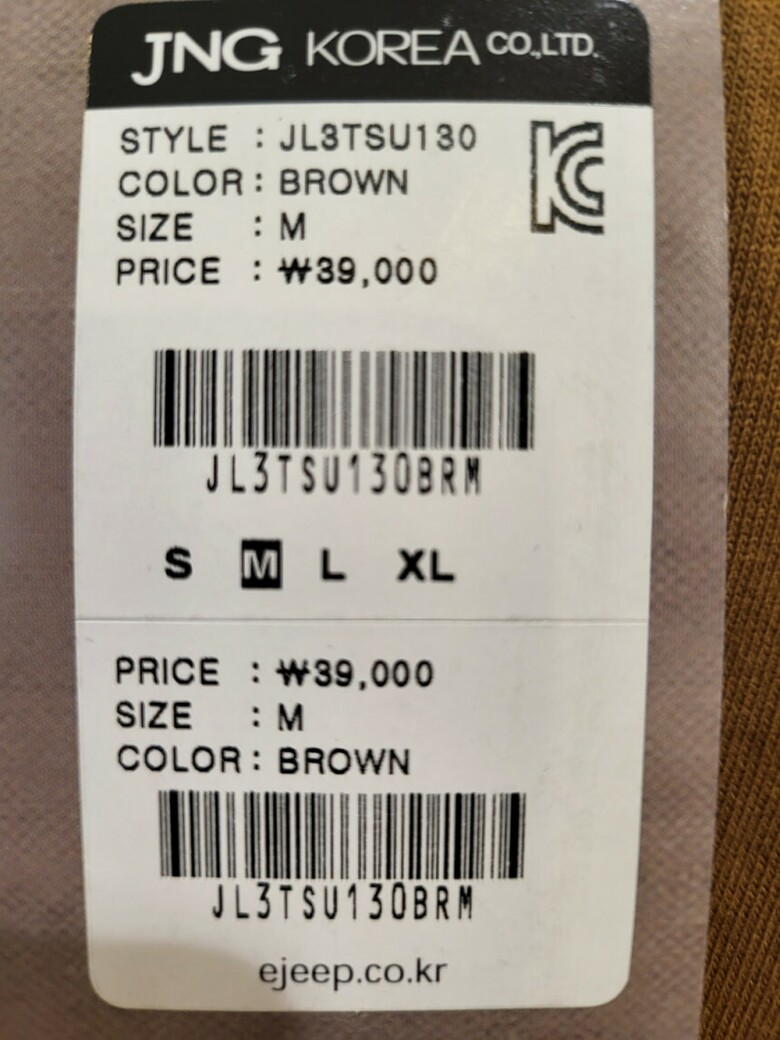 JNG KOREA CO.,LTD.
STYLE : JL3TSU130
COLOR : BROWN
SIZE : M
PRICE : ₩39,000
JL3TSU130BRM
S M L XL
PRICE : ₩39,000
SIZE : M
COLOR : BROWN
JL3TSU130BRM
ejeep.co.kr